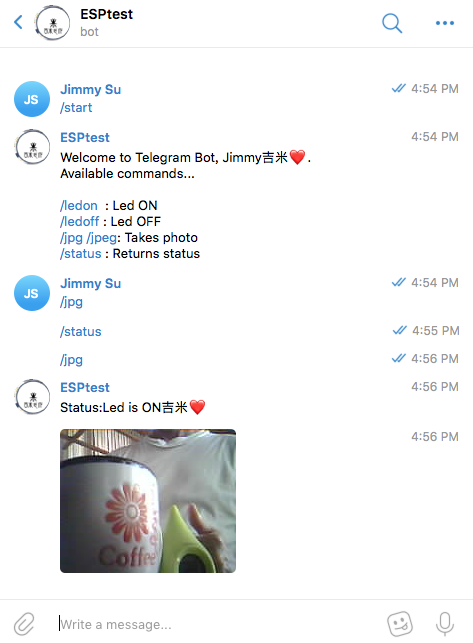 ESPtest
bot
Jimmy Su
4:54 PM
JS
/start
ESPtest
4:54 PM
Welcome to Telegram Bot, Jimmy吉米❤️ .
Available commands...
/ledon : Led ON
/ledoff : Led OFF
/jpg /jpeg: Takes photo
/status : Returns status
Jimmy Su
4:54 PM
JS
/jpg
/status
4:55 PM
/jpg
4:56 PM
ESPtest
4:56 PM
Status:Led is ON吉米❤️
4:56 PM
Coffee
Write a message...